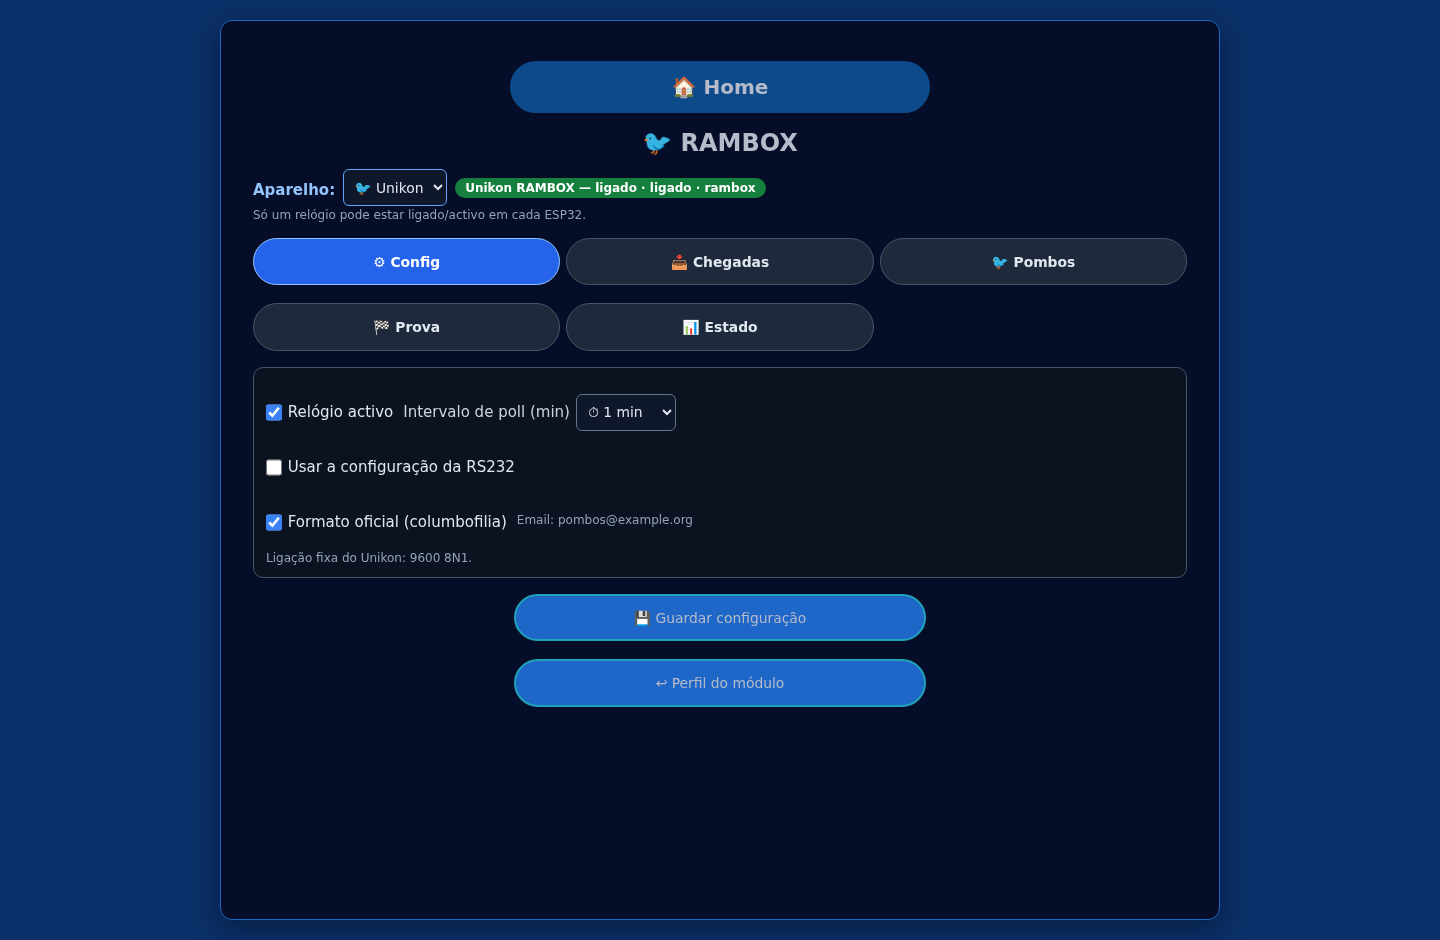 🏠 Home
🐦 RAMBOX
Aparelho: 🐦 Unikon Unikon RAMBOX — ligado · ligado · rambox
Só um relógio pode estar ligado/activo em cada ESP32.
⚙ Config 📥 Chegadas 🐦 Pombos
🏁 Prova 📊 Estado
Relógio activo Intervalo de poll (min) ⏱ 1 min
Usar a configuração da RS232
Formato oficial (columbofilia) Email: pombos@example.org
Ligação fixa do Unikon: 9600 8N1.
💾 Guardar configuração
↩ Perfil do módulo